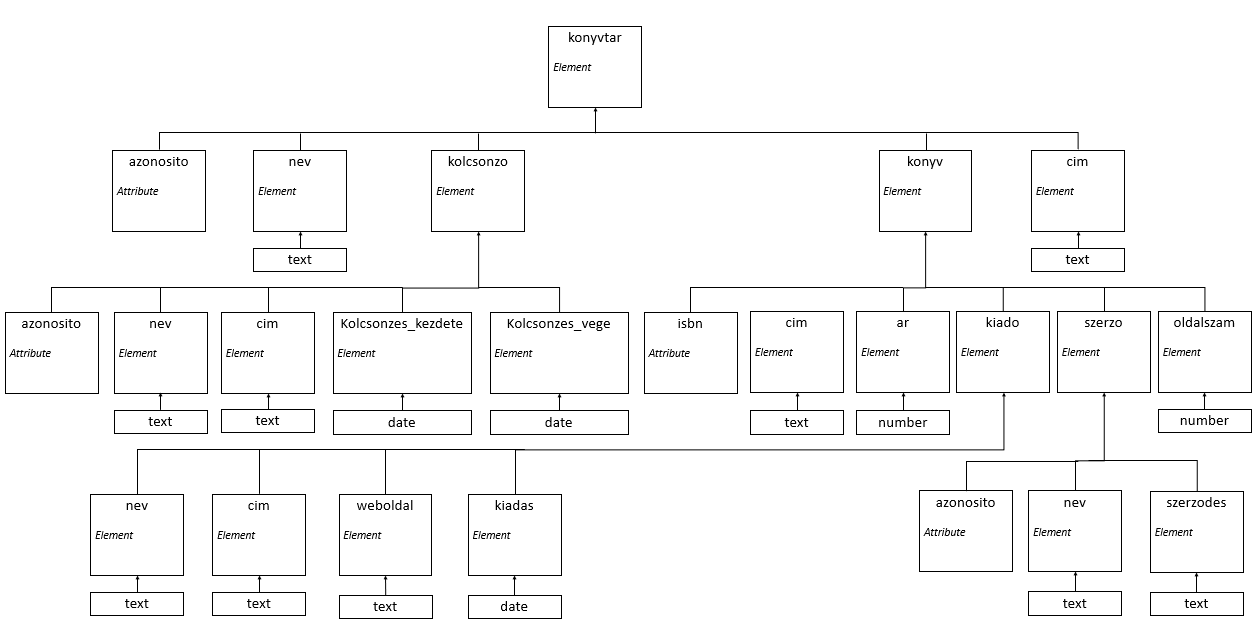 konyvtar
Element
azonosito
Attribute
nev
Element
text
kolcsonzo
Element
konyv
Element
cim
Element
text
azonosito
Attribute
nev
Element
text
cim
Element
text
Kolcsonzes_kezdete
Element
date
Kolcsonzes_vege
Element
date
isbn
Attribute
cim
Element
text
ar
Element
number
kiado
Element
szerzo
Element
oldalszam
Element
number
nev
Element
text
cim
Element
text
weboldal
Element
text
kiadas
Element
date
azonosito
Attribute
nev
Element
text
szerzodes
Element
text